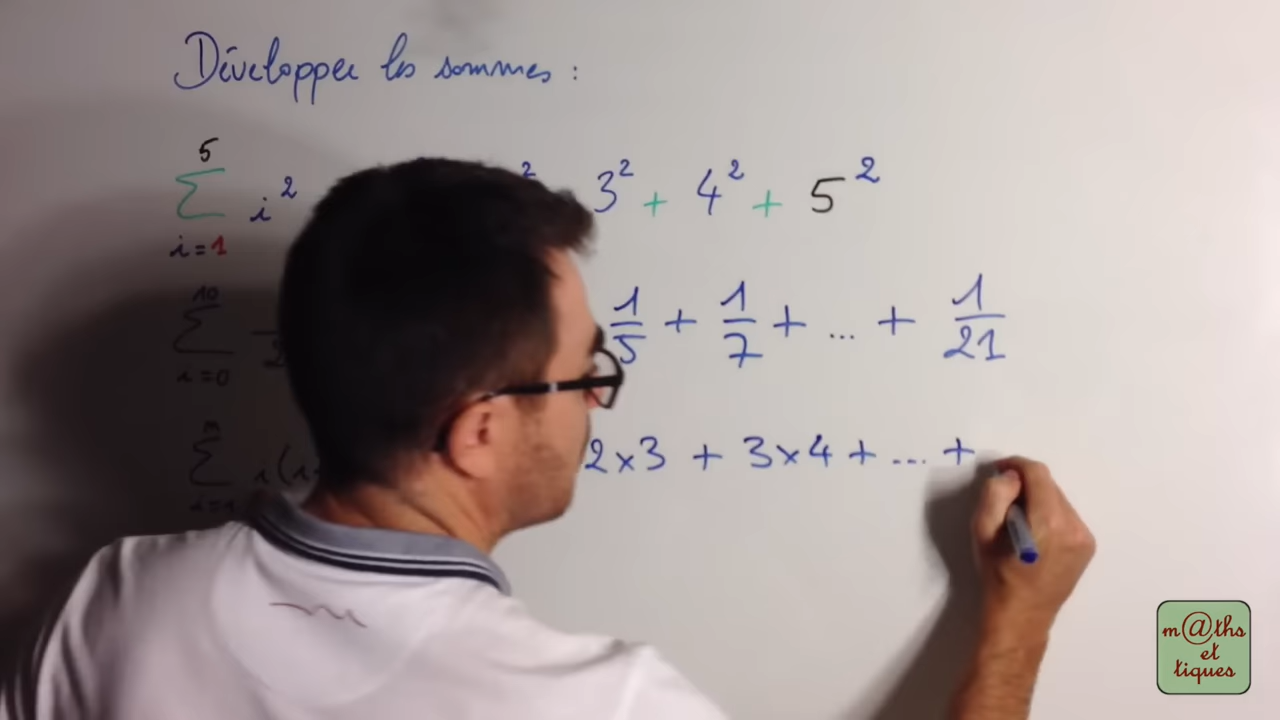 Développer les sommes :
5
∑ i² ² 3² + 4² + 5²
i=1
10
∑ 1/5 + 1/7 + ... + 1/21
i=0
n
∑ i(i 2×3 + 3×4 + ... +
i=1
m@ths
et
tiques